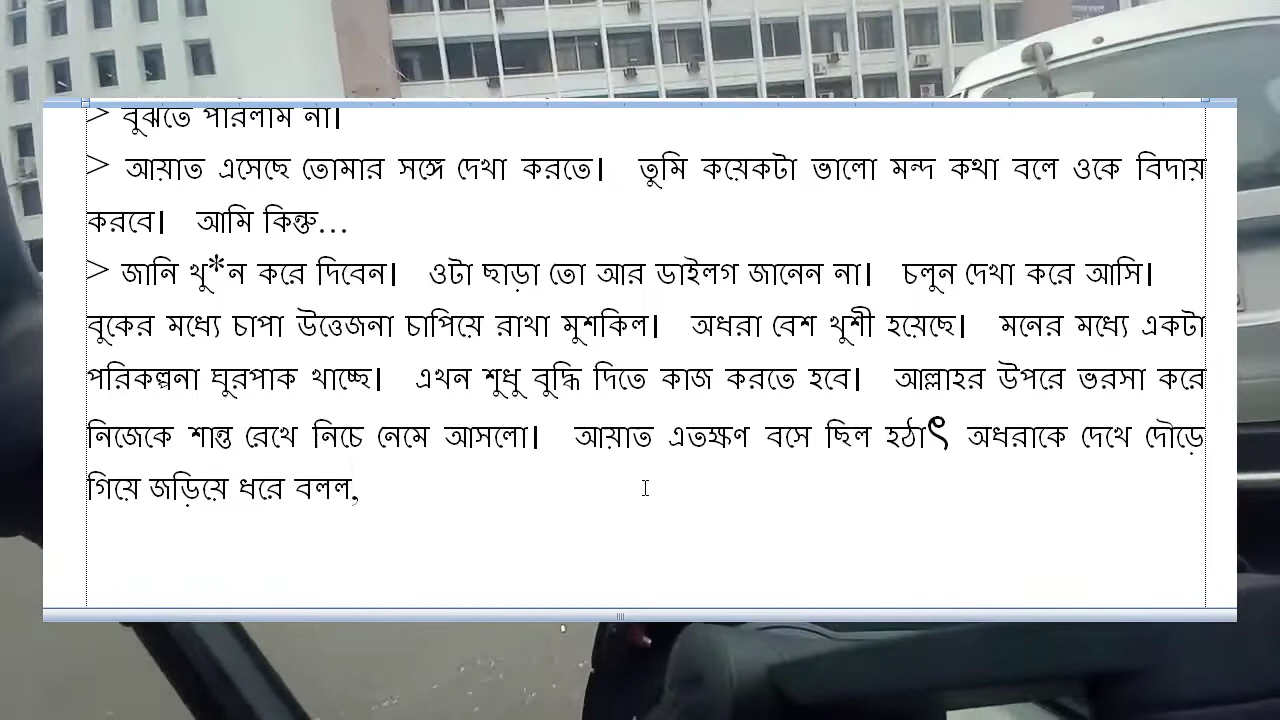 > বুঝতে পারলাম না।
> আয়াত এসেছে তোমার সঙ্গে দেখা করতে। তুমি কয়েকটা ভালো মন্দ কথা বলে ওকে বিদায়
করবে। আমি কিন্তু...
> জানি খু*ন করে দিবেন। ওটা ছাড়া তো আর ডাইলগ জানেন না। চলুন দেখা করে আসি।
বুকের মধ্যে চাপা উত্তেজনা চাপিয়ে রাখা মুশকিল। অধরা বেশ খুশী হয়েছে। মনের মধ্যে একটা
পরিকল্পনা ঘুরপাক খাচ্ছে। এখন শুধু বুদ্ধি দিতে কাজ করতে হবে। আল্লাহর উপরে ভরসা করে
নিজেকে শান্ত রেখে নিচে নেমে আসলো। আয়াত এতক্ষণ বসে ছিল হঠাৎ অধরাকে দেখে দৌড়ে
গিয়ে জড়িয়ে ধরে বলল,